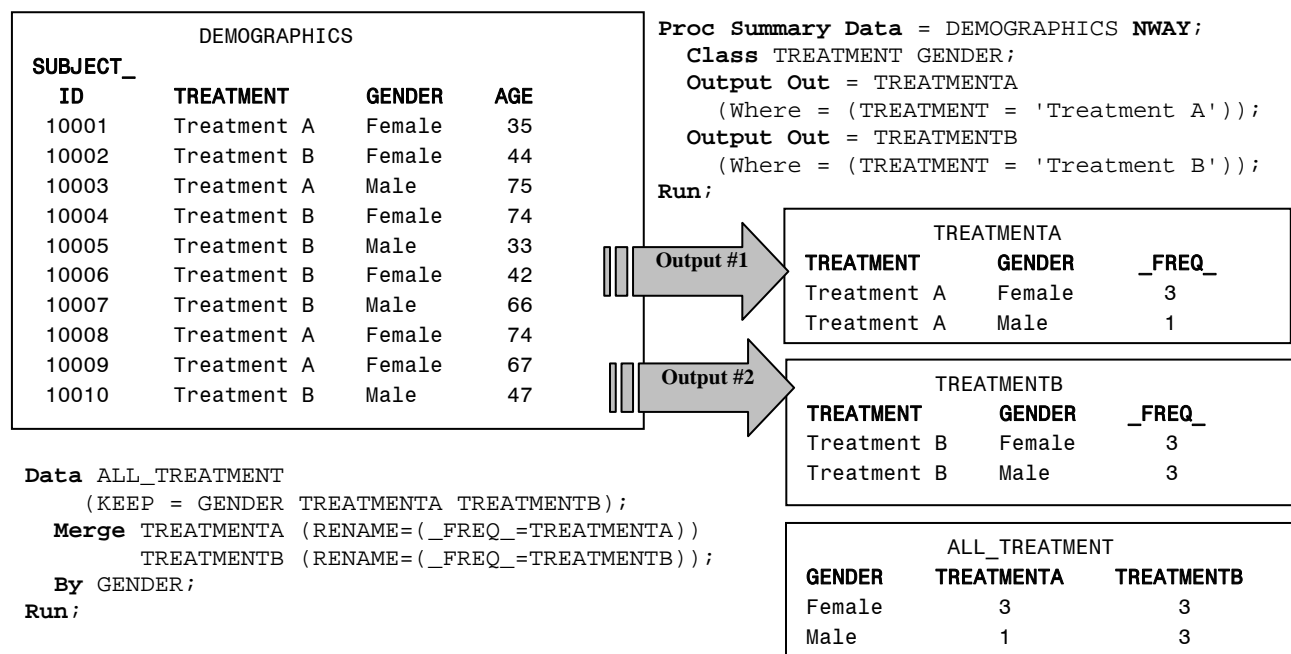 DEMOGRAPHICS
SUBJECT_
ID TREATMENT GENDER AGE
10001 Treatment A Female 35
10002 Treatment B Female 44
10003 Treatment A Male 75
10004 Treatment B Female 74
10005 Treatment B Male 33
10006 Treatment B Female 42
10007 Treatment B Male 66
10008 Treatment A Female 74
10009 Treatment A Female 67
10010 Treatment B Male 47
Proc Summary Data = DEMOGRAPHICS NWAY;
Class TREATMENT GENDER;
Output Out = TREATMENTA
(Where = (TREATMENT = 'Treatment A'));
Output Out = TREATMENTB
(Where = (TREATMENT = 'Treatment B'));
Run;
Output #1
TREATMENTA
TREATMENT GENDER _FREQ_
Treatment A Female 3
Treatment A Male 1
Output #2
TREATMENTB
TREATMENT GENDER _FREQ_
Treatment B Female 3
Treatment B Male 3
Data ALL_TREATMENT
(KEEP = GENDER TREATMENTA TREATMENTB);
Merge TREATMENTA (RENAME=(_FREQ_=TREATMENTA))
TREATMENTB (RENAME=(_FREQ_=TREATMENTB));
By GENDER;
Run;
ALL_TREATMENT
GENDER TREATMENTA TREATMENTB
Female 3 3
Male 1 3